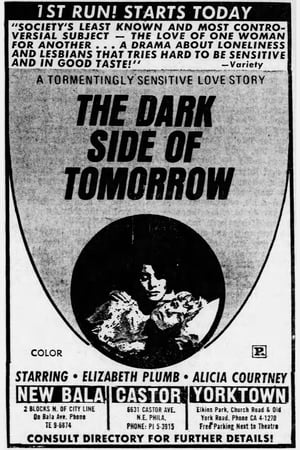 1ST RUN! STARTS TODAY
"SOCIETY'S LEAST KNOWN AND MOST CONTRO-
VERSIAL SUBJECT — THE LOVE OF ONE WOMAN
FOR ANOTHER . . . A DRAMA ABOUT LONELINESS
AND LESBIANS THAT TRIES HARD TO BE SENSITIVE
AND IN GOOD TASTE!" —Variety
A TORMENTINGLY SENSITIVE LOVE STORY
THE DARK
SIDE OF
TOMORROW
COLOR
R
STARRING • ELIZABETH PLUMB • ALICIA COURTNEY
NEW BALA CASTOR YORKTOWN
2 BLOCKS N. OF CITY LINE
On Bala Ave. Phone
TE 9-6874
6631 CASTOR AVE.
N.E. PHILA.
PHONE: PI 5-3915
Elkins Park, Church Road & Old
York Road, Phone CA 4-1270
Free Parking Next to Theatre
CONSULT DIRECTORY FOR FURTHER DETAILS!